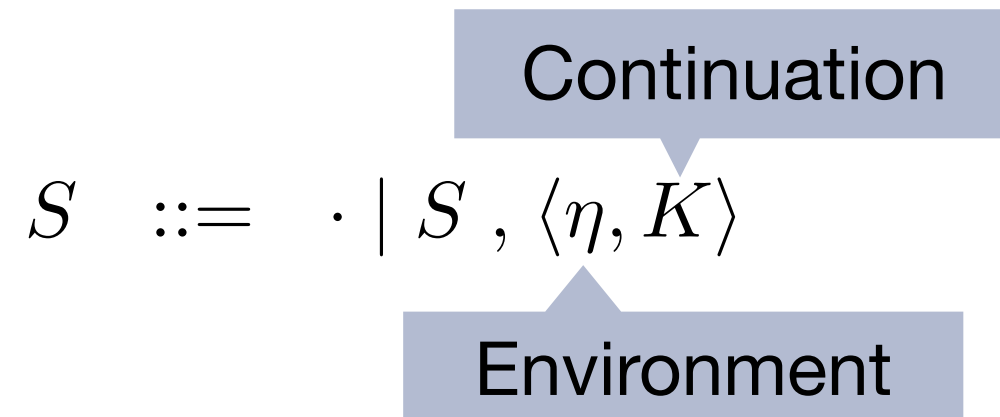 Continuation
S ::= · | S , ⟨η, K⟩
Environment